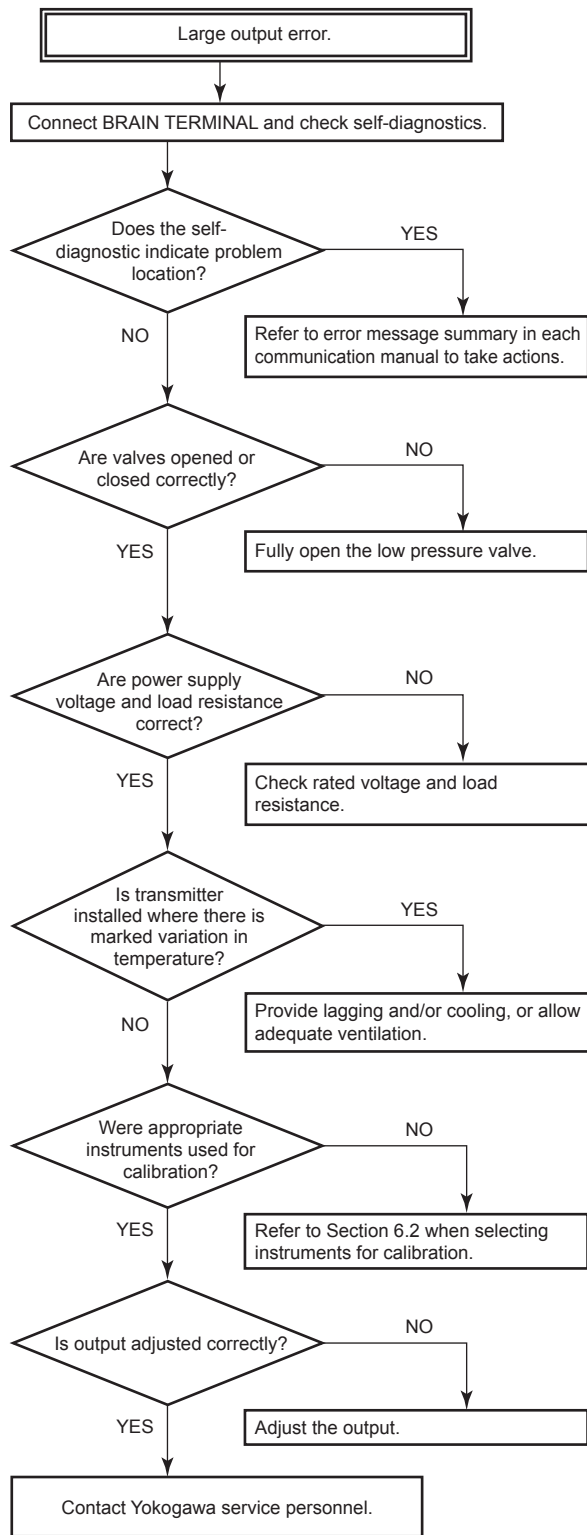 Large output error.
Connect BRAIN TERMINAL and check self-diagnostics.
Does the self-
diagnostic indicate problem
location?
YES
NO
Refer to error message summary in each
communication manual to take actions.
Are valves opened or
closed correctly?
NO
YES
Fully open the low pressure valve.
Are power supply
voltage and load resistance
correct?
NO
YES
Check rated voltage and load
resistance.
Is transmitter
installed where there is
marked variation in
temperature?
YES
NO
Provide lagging and/or cooling, or allow
adequate ventilation.
Were appropriate
instruments used for
calibration?
NO
YES
Refer to Section 6.2 when selecting
instruments for calibration.
Is output adjusted correctly?
NO
YES
Adjust the output.
Contact Yokogawa service personnel.